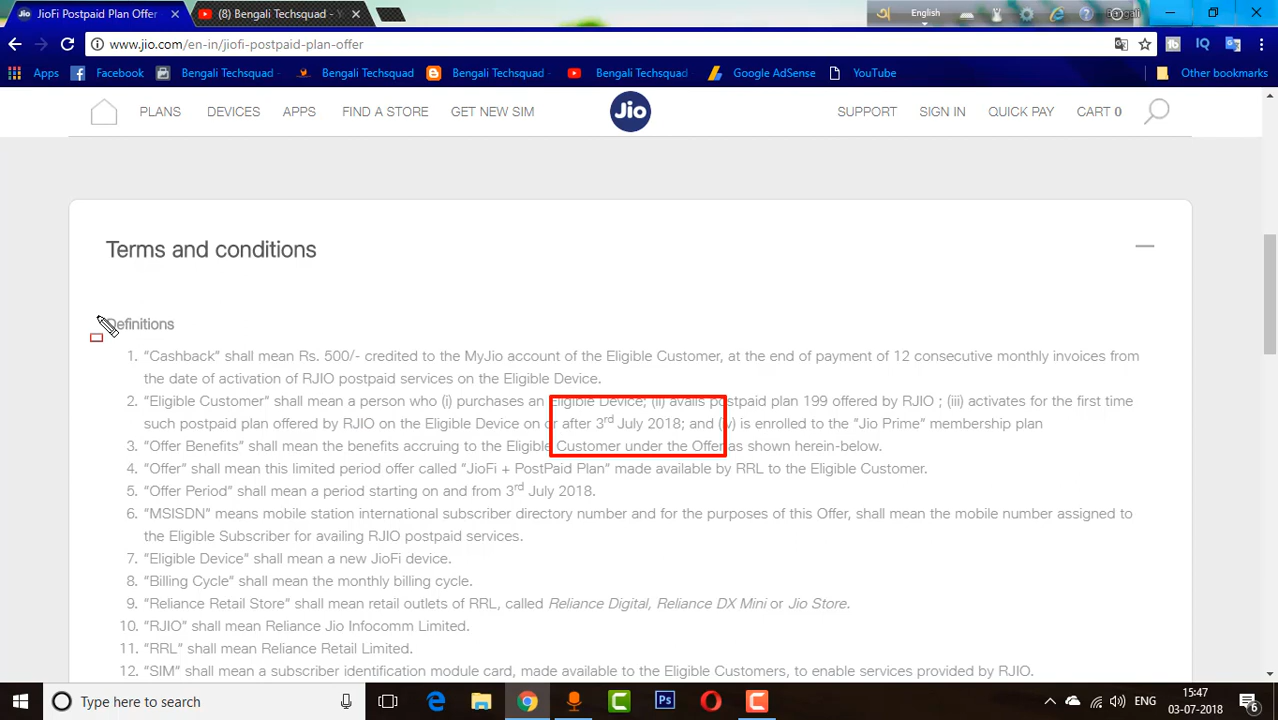 JioFi Postpaid Plan Offer
(8) Bengali Techsquad - Y
English
Bengali
www.jio.com/en-in/jiofi-postpaid-plan-offer
IQ
Apps Facebook Bengali Techsquad Bengali Techsquad Bengali Techsquad Bengali Techsquad Google AdSense YouTube Other bookmarks
PLANS DEVICES APPS FIND A STORE GET NEW SIM Jio SUPPORT SIGN IN QUICK PAY CART 0
Terms and conditions
Definitions
1. "Cashback" shall mean Rs. 500/- credited to the MyJio account of the Eligible Customer, at the end of payment of 12 consecutive monthly invoices from
the date of activation of RJIO postpaid services on the Eligible Device.
2. "Eligible Customer" shall mean a person who (i) purchases an Eligible Device; (ii) avails postpaid plan 199 offered by RJIO ; (iii) activates for the first time
such postpaid plan offered by RJIO on the Eligible Device on or after 3rd July 2018; and (iv) is enrolled to the "Jio Prime" membership plan
3. "Offer Benefits" shall mean the benefits accruing to the Eligible Customer under the Offer as shown herein-below.
4. "Offer" shall mean this limited period offer called "JioFi + PostPaid Plan" made available by RRL to the Eligible Customer.
5. "Offer Period" shall mean a period starting on and from 3rd July 2018.
6. "MSISDN" means mobile station international subscriber directory number and for the purposes of this Offer, shall mean the mobile number assigned to
the Eligible Subscriber for availing RJIO postpaid services.
7. "Eligible Device" shall mean a new JioFi device.
8. "Billing Cycle" shall mean the monthly billing cycle.
9. "Reliance Retail Store" shall mean retail outlets of RRL, called Reliance Digital, Reliance DX Mini or Jio Store.
10. "RJIO" shall mean Reliance Jio Infocomm Limited.
11. "RRL" shall mean Reliance Retail Limited.
12. "SIM" shall mean a subscriber identification module card, made available to the Eligible Customers, to enable services provided by RJIO.
Type here to search
Ps
ENG
15:47
03-07-2018
6